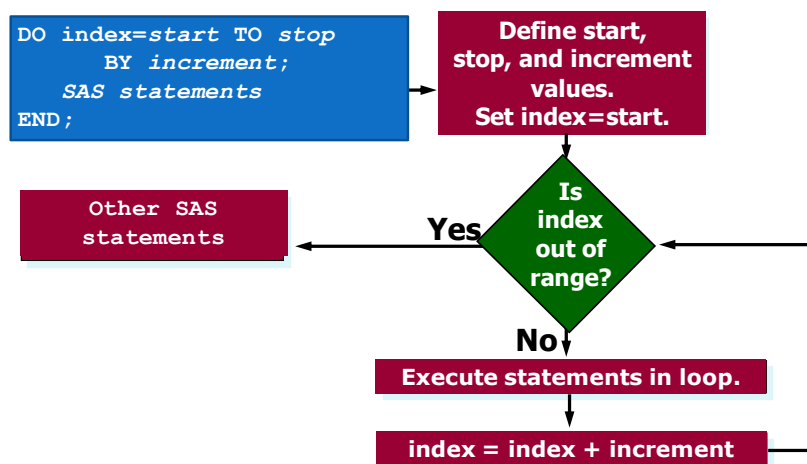 DO index=start TO stop
BY increment;
SAS statements
END;
Define start,
stop, and increment
values.
Set index=start.
Is
index
out of
range?
Yes
Other SAS
statements
No
Execute statements in loop.
index = index + increment